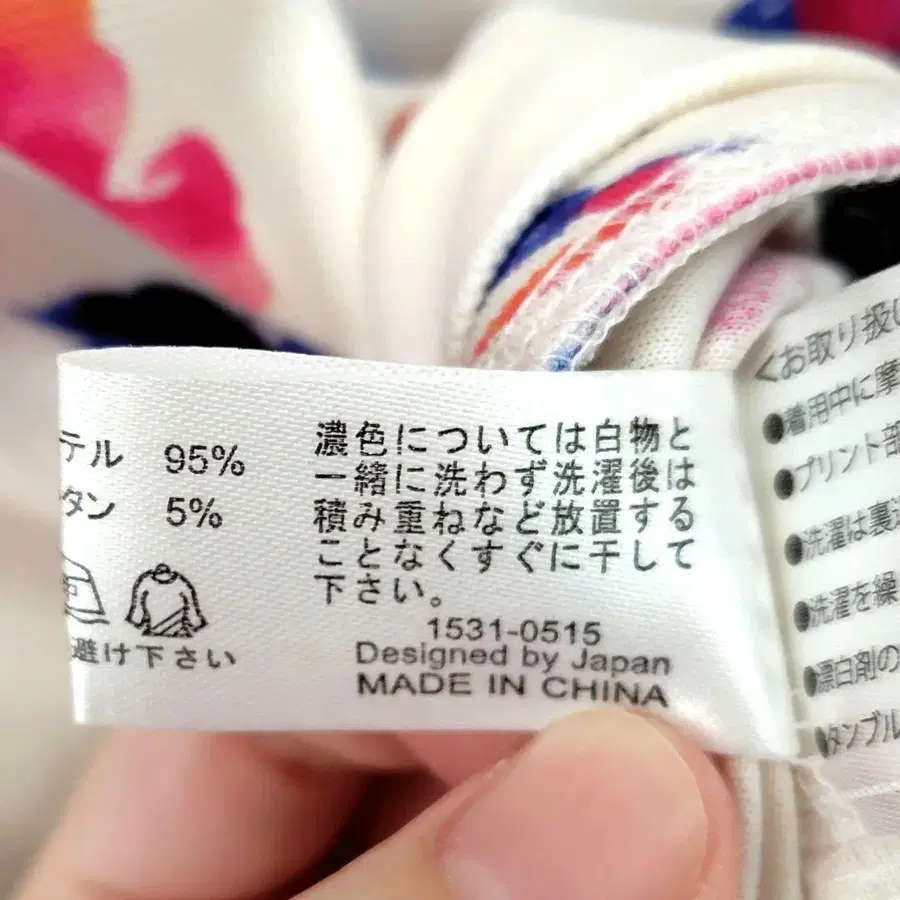 テル 95%
タン 5%
避け下さい
濃色については白物と
一緒に洗わず洗濯後は
積み重ねなど放置する
ことなくすぐに干して
下さい。
1531-0515
Designed by Japan
MADE IN CHINA
<お取り扱い
●着用中に摩
●プリント部
●洗濯は裏返
●洗濯を繰
●漂白剤の
●タンブル